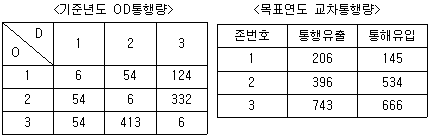 <기준년도 OD통행량>
D
O
1 2 3
1 6 54 124
2 54 6 332
3 54 413 6
<목표연도 교차통행량>
존번호 통행유출 통해유입
1 206 145
2 396 534
3 743 666